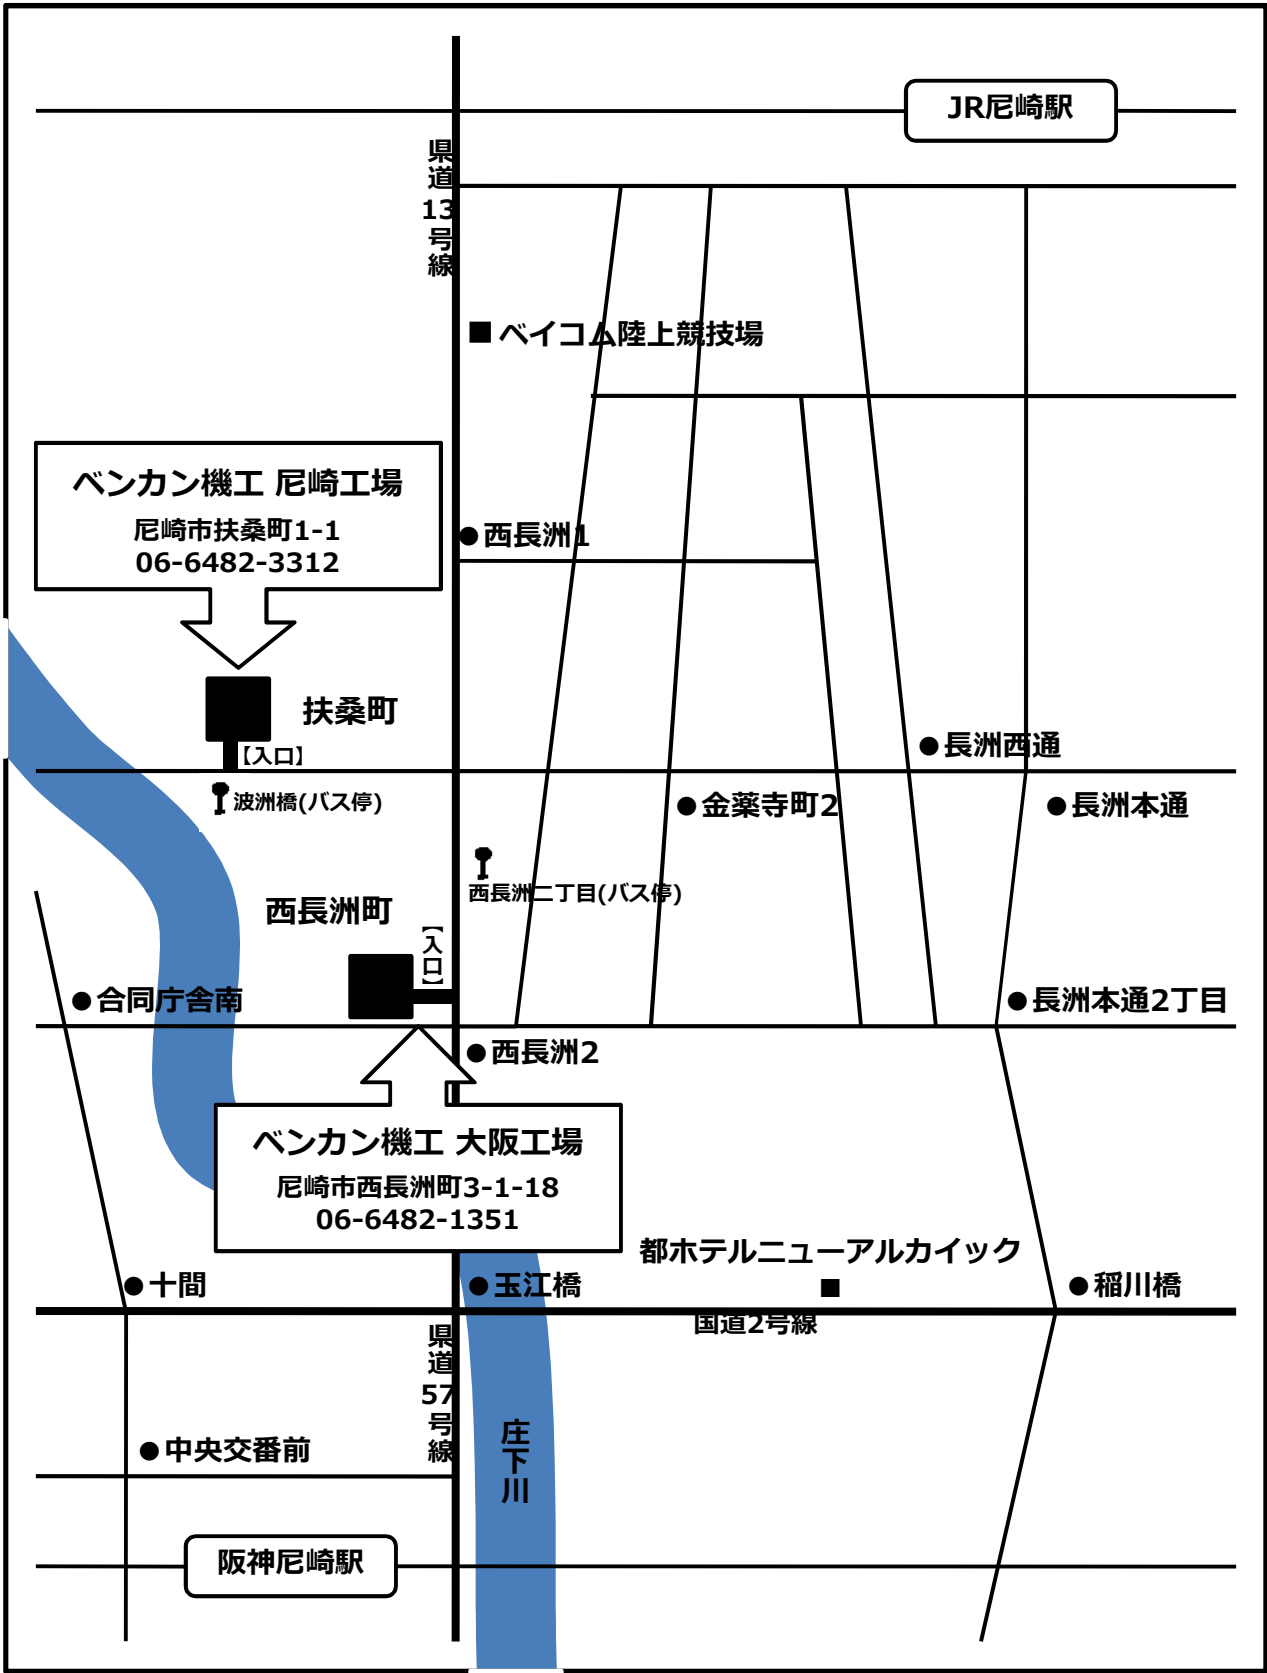 JR尼崎駅
県道13号線
■ ベイコム陸上競技場
ベンカン機工 尼崎工場
尼崎市扶桑町1-1
06-6482-3312
●西長洲1
扶桑町
【入口】
●長洲西通
波洲橋(バス停)
●金薬寺町2
●長洲本通
西長洲二丁目(バス停)
西長洲町
【入口】
●合同庁舎南
●長洲本通2丁目
●西長洲2
ベンカン機工 大阪工場
尼崎市西長洲町3-1-18
06-6482-1351
都ホテルニューアルカイック
■
●十間
●玉江橋
●稲川橋
国道2号線
県道57号線
庄下川
●中央交番前
阪神尼崎駅